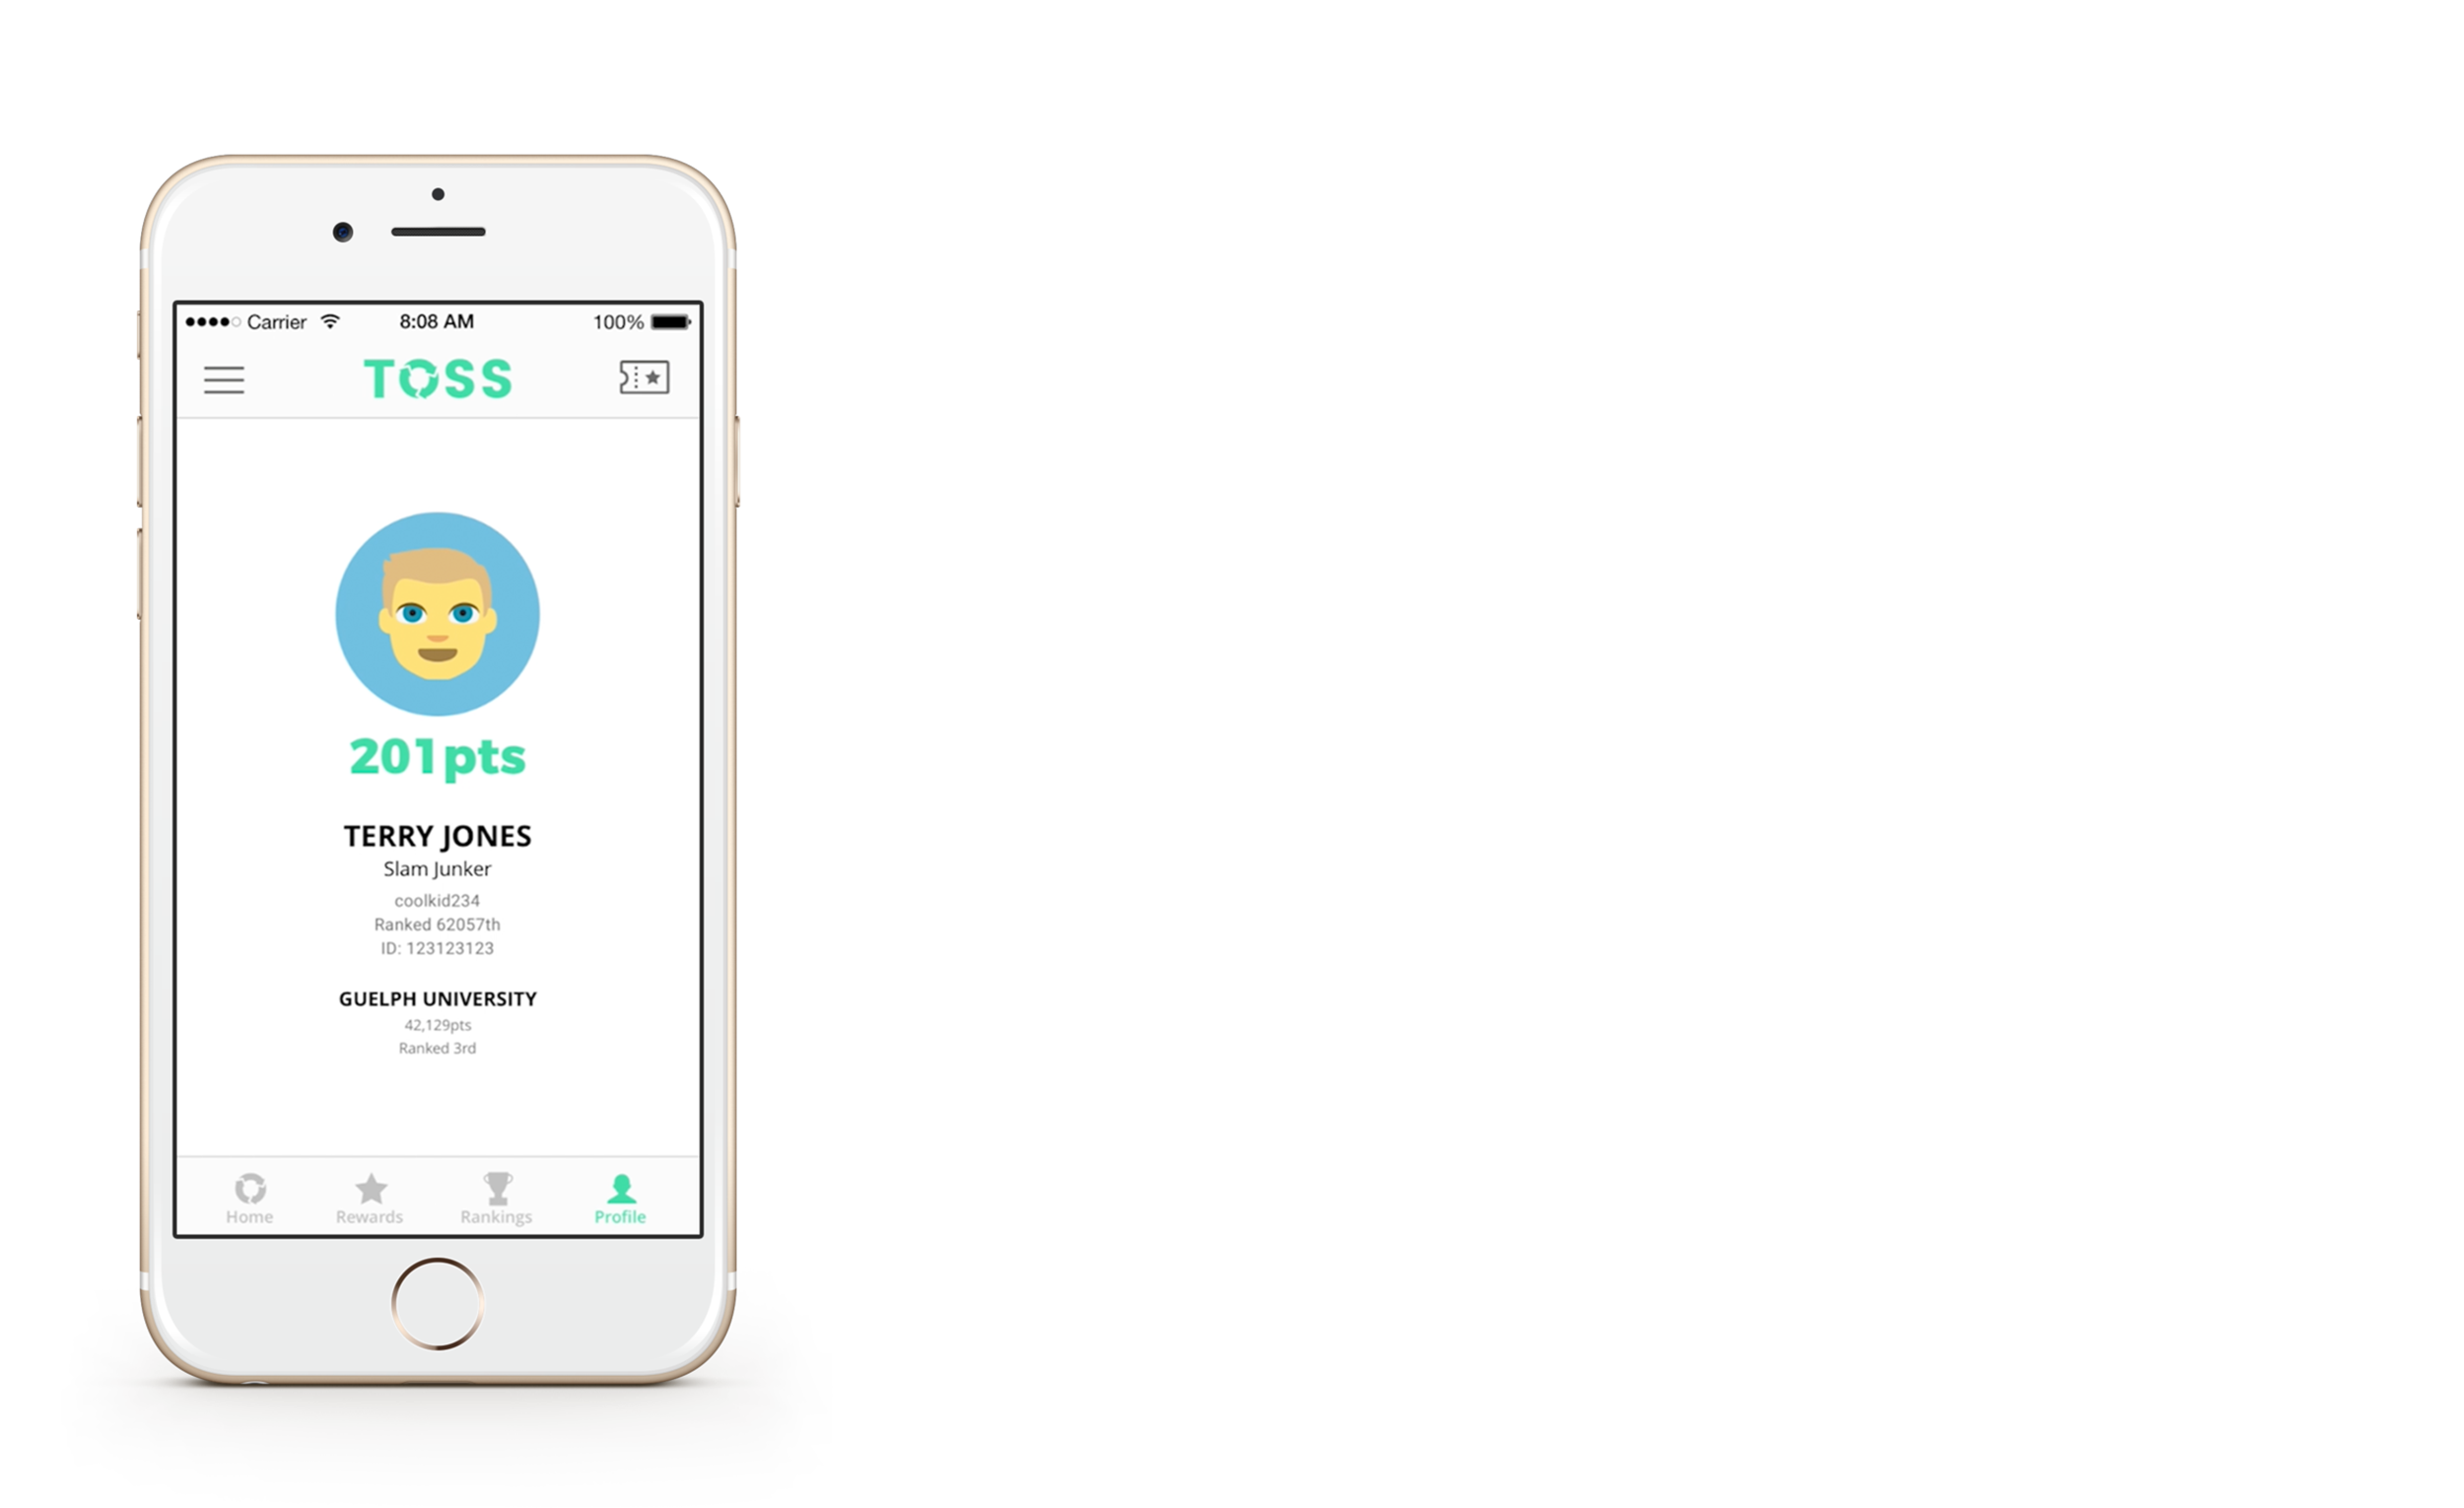 Carrier 8:08 AM 100%
TOSS
201pts
TERRY JONES
Slam Junker
coolkid234
Ranked 62057th
ID: 123123123
GUELPH UNIVERSITY
42,129pts
Ranked 3rd
Home Rewards Rankings Profile